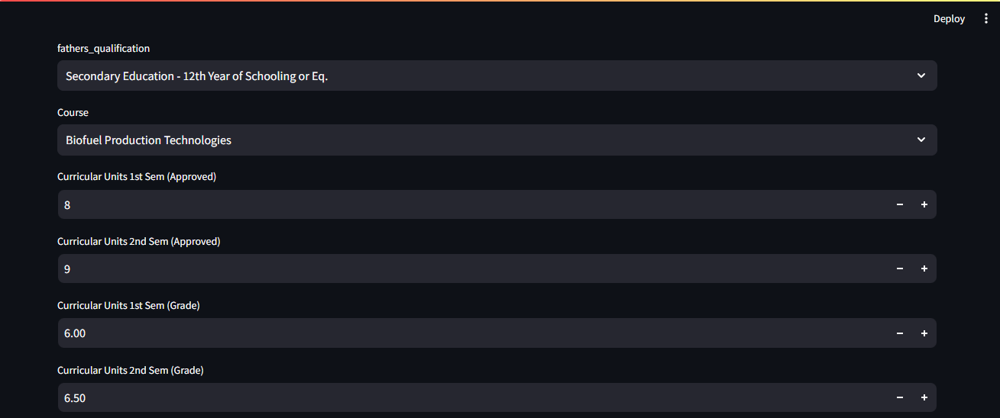 Deploy
fathers_qualification
Secondary Education - 12th Year of Schooling or Eq.
Course
Biofuel Production Technologies
Curricular Units 1st Sem (Approved)
8
Curricular Units 2nd Sem (Approved)
9
Curricular Units 1st Sem (Grade)
6.00
Curricular Units 2nd Sem (Grade)
6.50